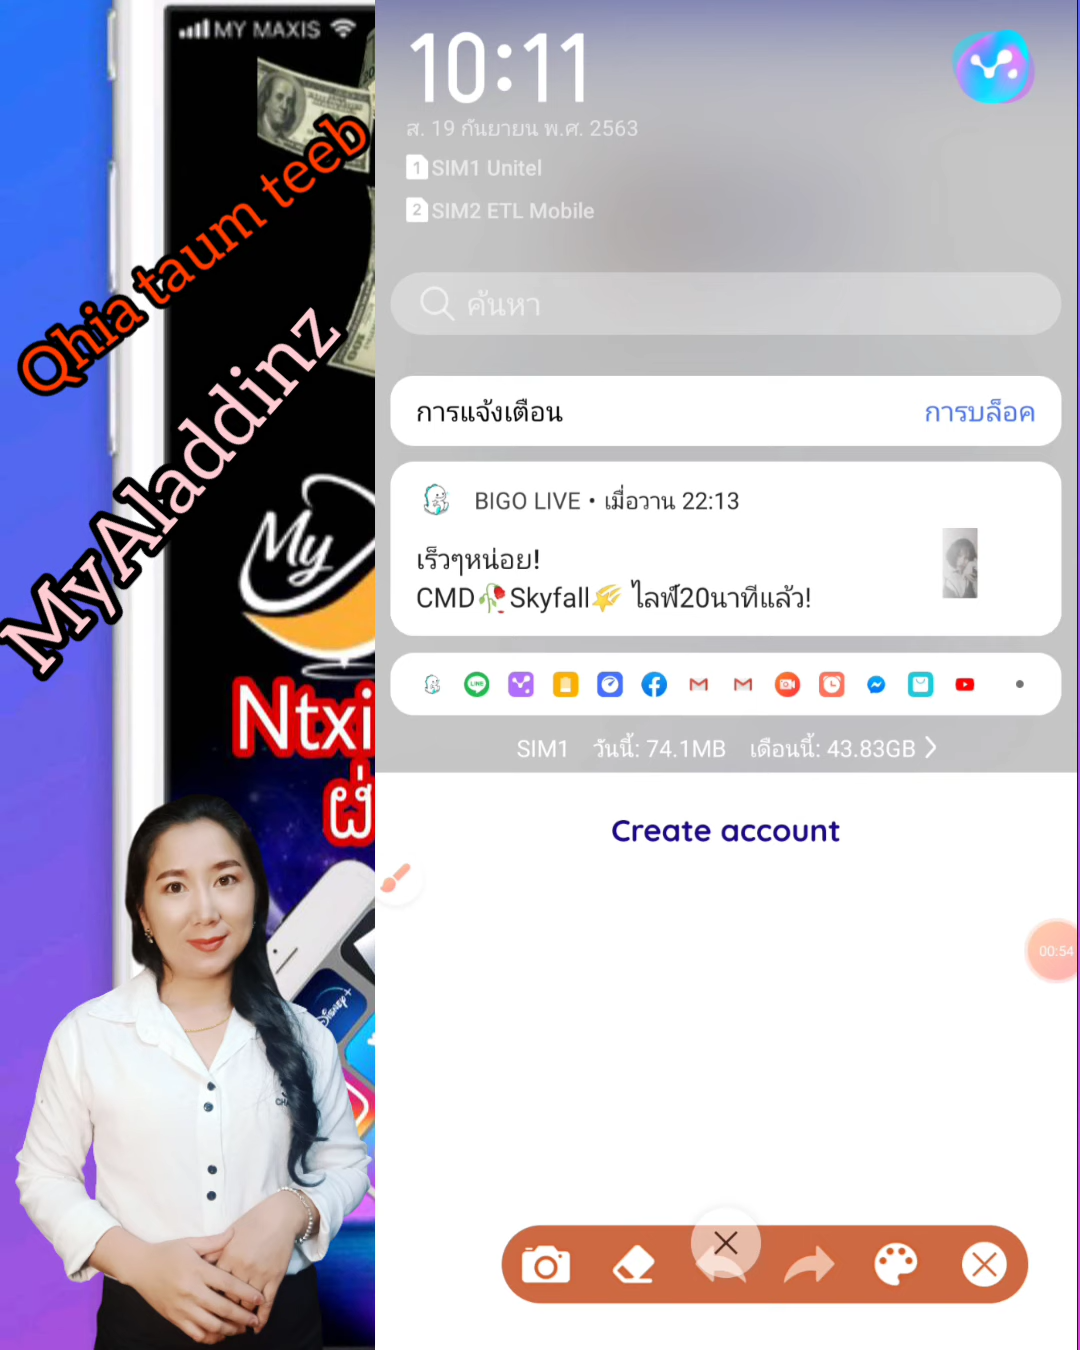 MY MAXIS
Qhia taum teeb
MyAladdinz
My
Ntxi
ຜ່
Disney+
10:11
ส. 19 กันยายน พ.ศ. 2563
1 SIM1 Unitel
2 SIM2 ETL Mobile
ค้นหา
การแจ้งเตือน
การบล็อค
BIGO LIVE • เมื่อวาน 22:13
เร็วๆหน่อย!
CMD🥀Skyfall🌠 ไลฟ์20นาทีแล้ว!
SIM1 วันนี้: 74.1MB เดือนนี้: 43.83GB
Create account
00:54